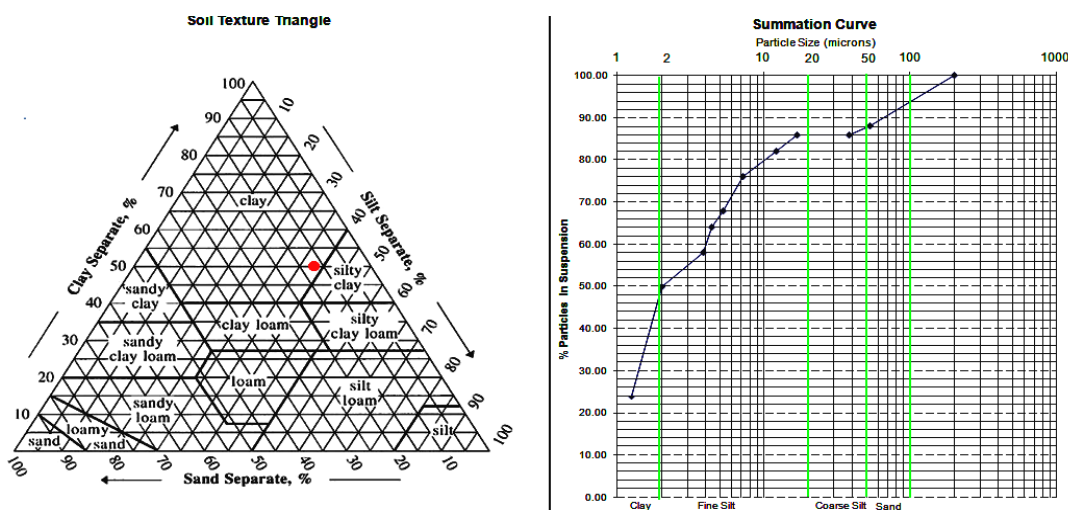 Soil Texture Triangle
100
10
90
20
80
30
70
clay
40
60
50
50
silty
clay
60
sandy
clay
40
clay loam
silty
clay loam
70
30
sandy
clay loam
80
20
loam
silt
loam
90
10
sandy
loam
loamy
sand
sand
silt
100
100
90
80
70
60
50
40
30
20
10
Clay Separate, %
Silt Separate, %
Sand Separate, %
Summation Curve
Particle Size (microns)
1
2
10
20
50
100
1000
100.00
90.00
80.00
70.00
60.00
50.00
40.00
30.00
20.00
10.00
0.00
% Particles In Suspension
Clay
Fine Silt
Coarse Silt
Sand